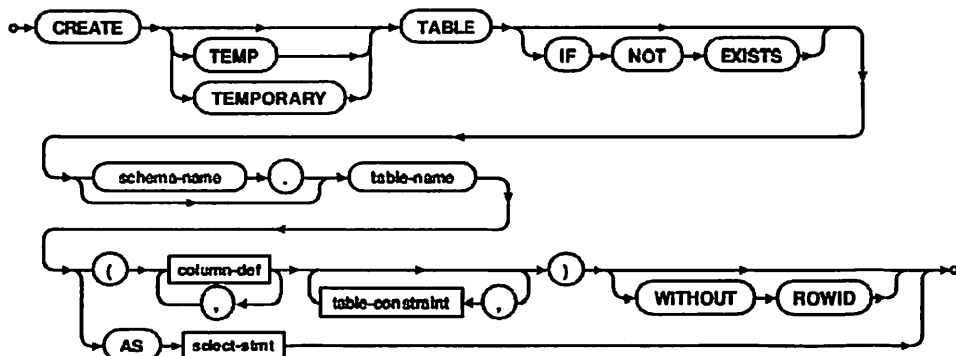 CREATE TABLE
TEMP IF NOT EXISTS
TEMPORARY
schema-name . table-name
( column-def )
, table-constraint , WITHOUT ROWID
AS select-stmt